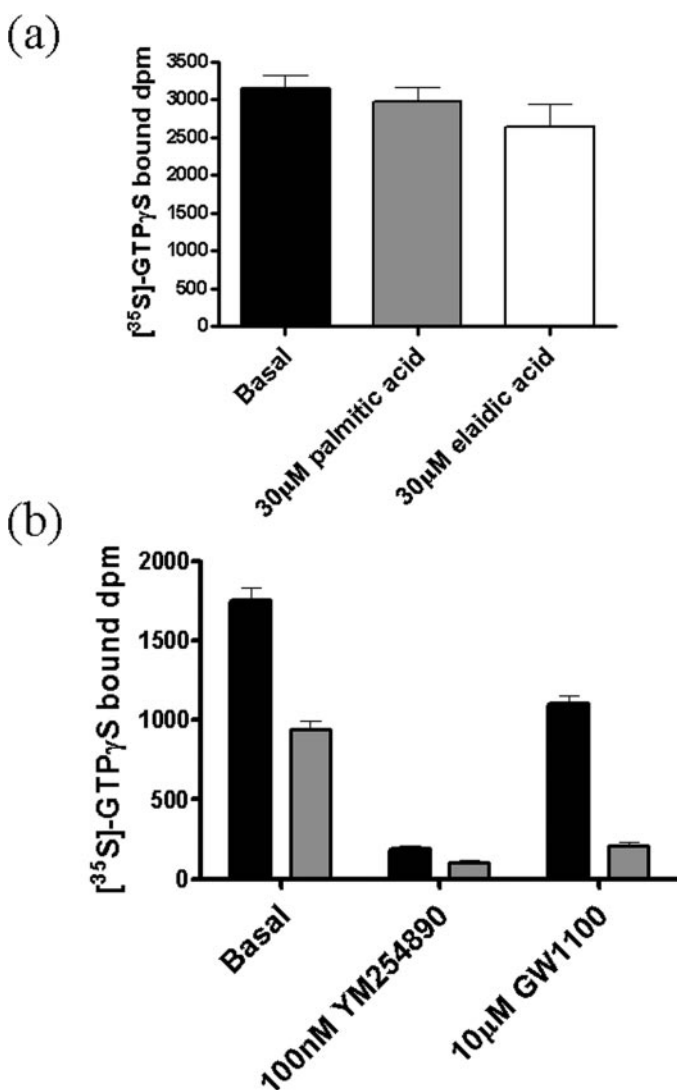 (a)
[³⁵S]-GTPγS bound dpm
3500
3000
2500
2000
1500
1000
500
0
Basal
30μM palmitic acid
30μM elaidic acid
(b)
[³⁵S]-GTPγS bound dpm
2000
1500
1000
500
0
Basal
100nM YM254890
10μM GW1100